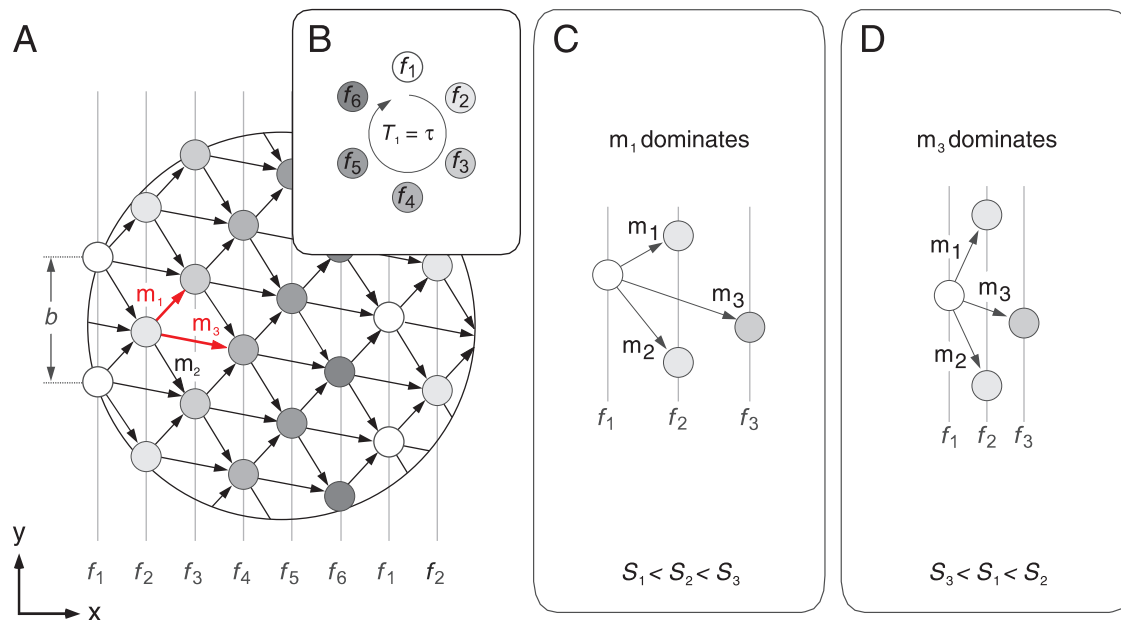 A
B
f1
f2
f3
f4
f5
f6
T1 = τ
b
m1
m3
m2
y
x
f1 f2 f3 f4 f5 f6 f1 f2
C
m1 dominates
m1
m3
m2
f1 f2 f3
S1 < S2 < S3
D
m3 dominates
m1
m3
m2
f1 f2 f3
S3 < S1 < S2